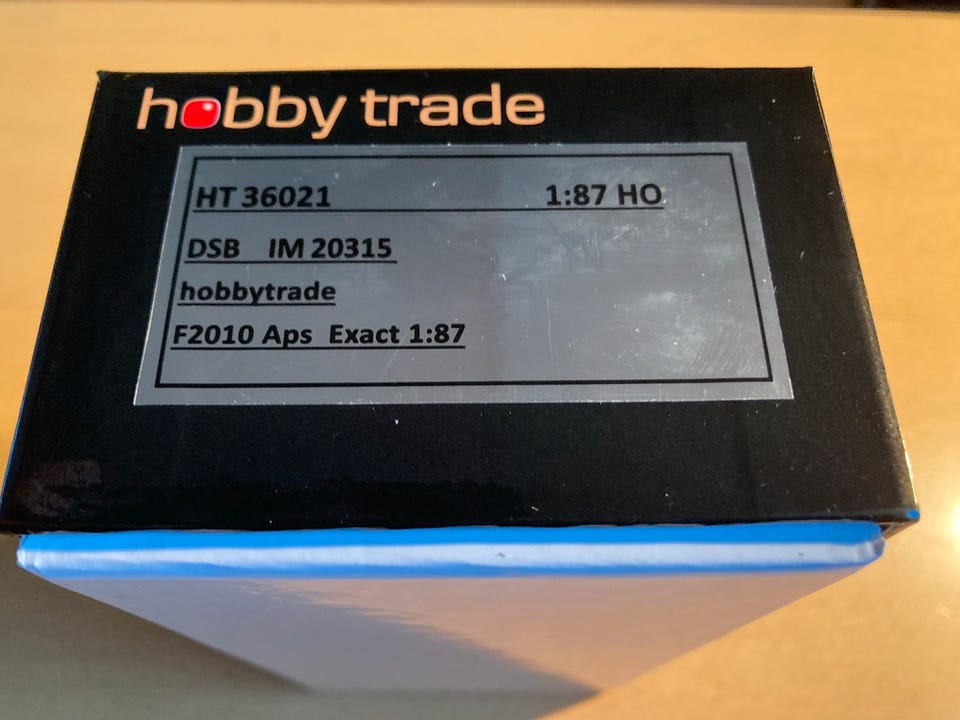 hobby trade
HT 36021 1:87 HO
DSB IM 20315
hobbytrade
F2010 Aps Exact 1:87